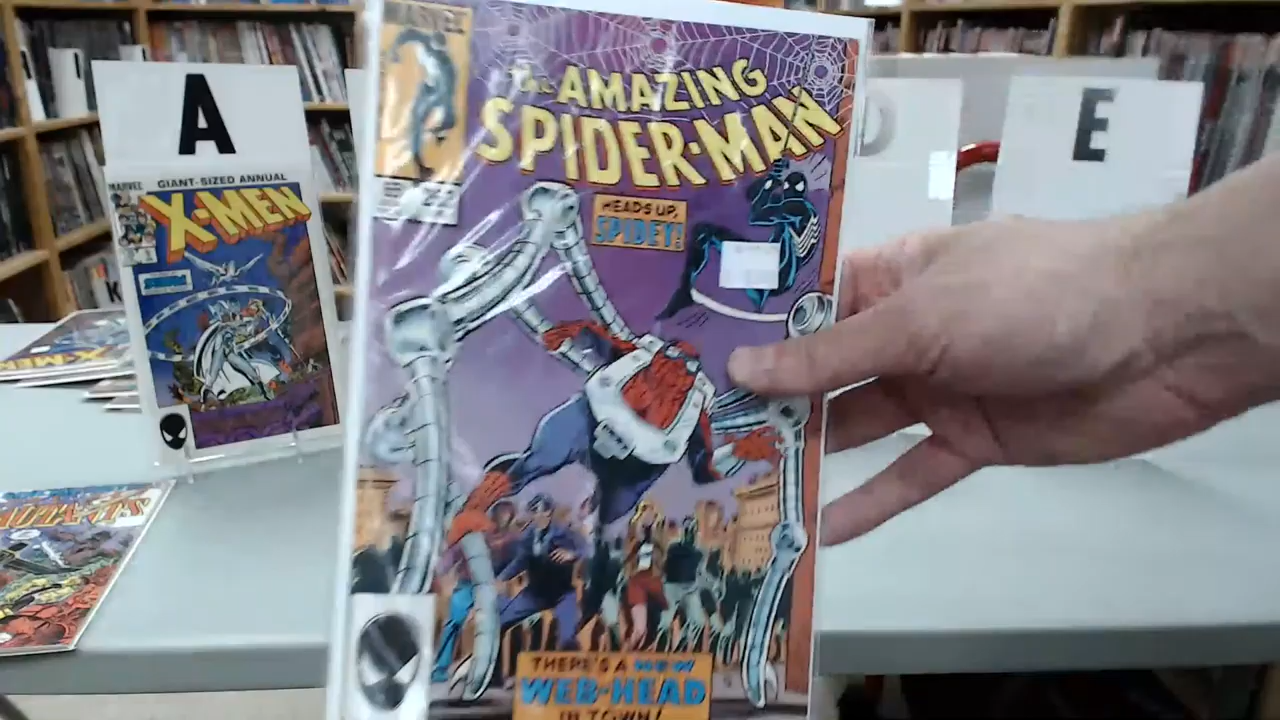 A
MARVEL
GIANT-SIZED ANNUAL
X-MEN
MARVEL
THE AMAZING
SPIDER-MAN
HEADS UP,
SPIDEY!
THERE'S A NEW
WEB-HEAD
IN TOWN!
D
E
X-MEN